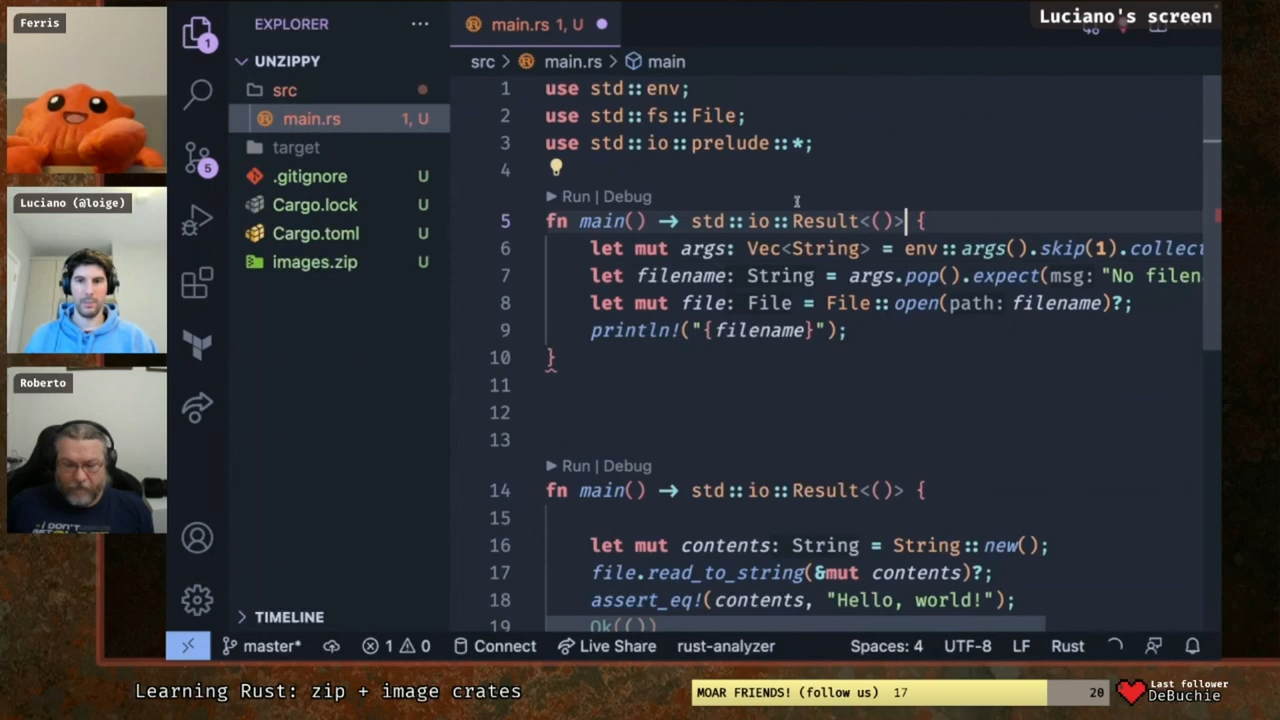 Ferris
Luciano (@loige)
Roberto
1
5
EXPLORER ...
UNZIPPY
src
main.rs 1, U
target
.gitignore U
Cargo.lock U
Cargo.toml U
images.zip U
TIMELINE
main.rs 1, U
Luciano's screen
src > main.rs > main
1 use std::env;
2 use std::fs::File;
3 use std::io::prelude::*;
4
Run | Debug
5 fn main() → std::io::Result<()> {
6 let mut args: Vec<String> = env::args().skip(1).collect
7 let filename: String = args.pop().expect(msg: "No filen
8 let mut file: File = File::open(path: filename)?;
9 println!("{filename}");
10 }
11
12
13
Run | Debug
14 fn main() → std::io::Result<()> {
15
16 let mut contents: String = String::new();
17 file.read_to_string(&mut contents)?;
18 assert_eq!(contents, "Hello, world!");
19 Ok(())
master* 1 0 Connect Live Share rust-analyzer Spaces: 4 UTF-8 LF Rust
Learning Rust: zip + image crates
MOAR FRIENDS! (follow us) 17 20
Last follower
DeBuchie